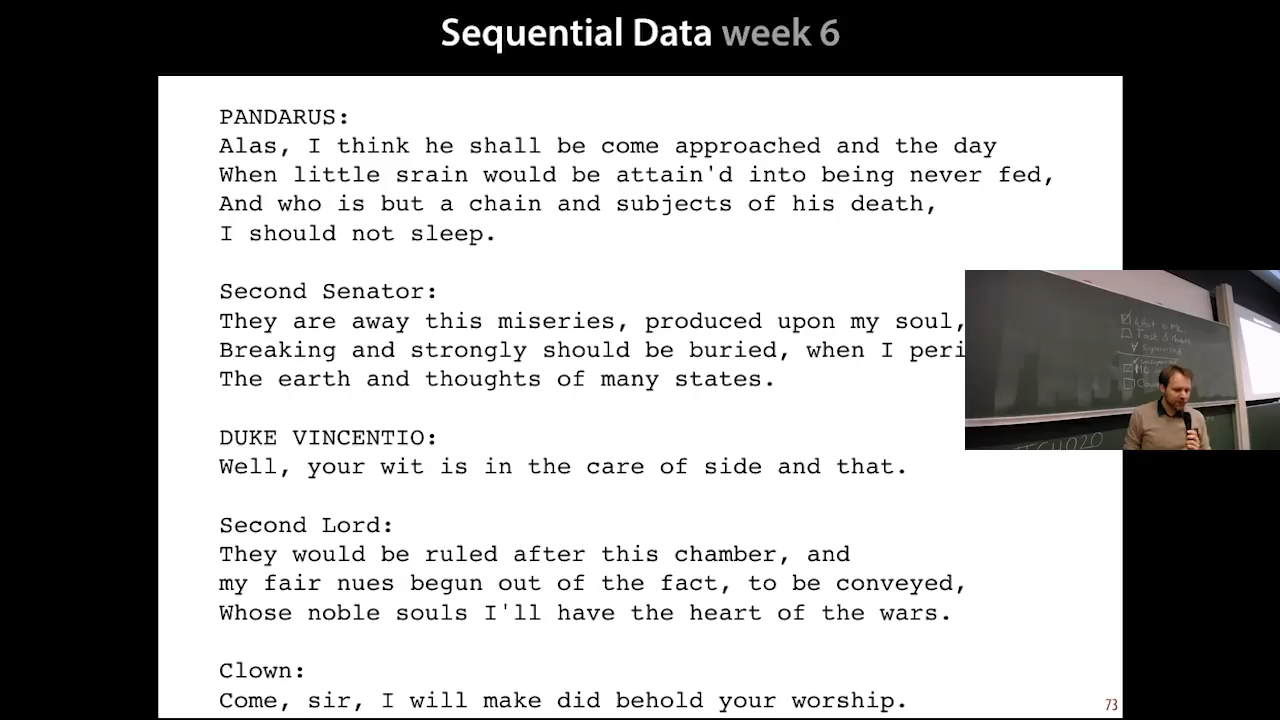 Sequential Data week 6
PANDARUS:
Alas, I think he shall be come approached and the day
When little srain would be attain'd into being never fed,
And who is but a chain and subjects of his death,
I should not sleep.
Second Senator:
They are away this miseries, produced upon my soul,
Breaking and strongly should be buried, when I peri
The earth and thoughts of many states.
DUKE VINCENTIO:
Well, your wit is in the care of side and that.
Second Lord:
They would be ruled after this chamber, and
my fair nues begun out of the fact, to be conveyed,
Whose noble souls I'll have the heart of the wars.
Clown:
Come, sir, I will make did behold your worship.
73